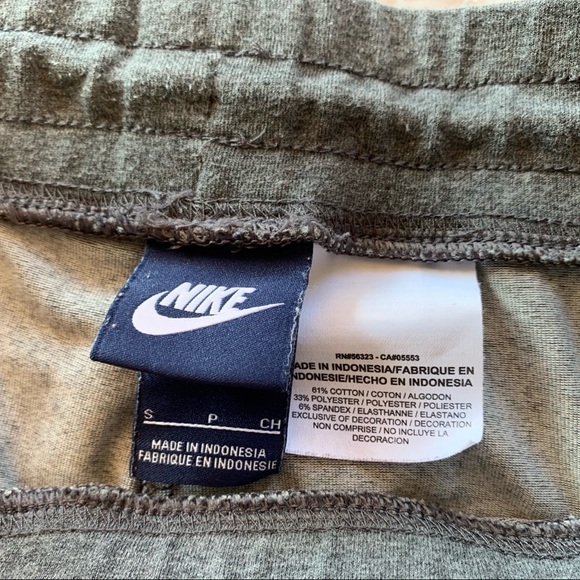 NIKE
S P CH
MADE IN INDONESIA
FABRIQUE EN INDONESIE
RN#56323 - CA#05553
ADE IN INDONESIA/FABRIQUE EN
NDONESIE/HECHO EN INDONESIA
61% COTTON / COTON / ALGODON
33% POLYESTER / POLYESTER / POLIESTER
6% SPANDEX / ELASTHANNE / ELASTANO
EXCLUSIVE OF DECORATION / DECORATION
NON COMPRISE / NO INCLUYE LA
DECORACION